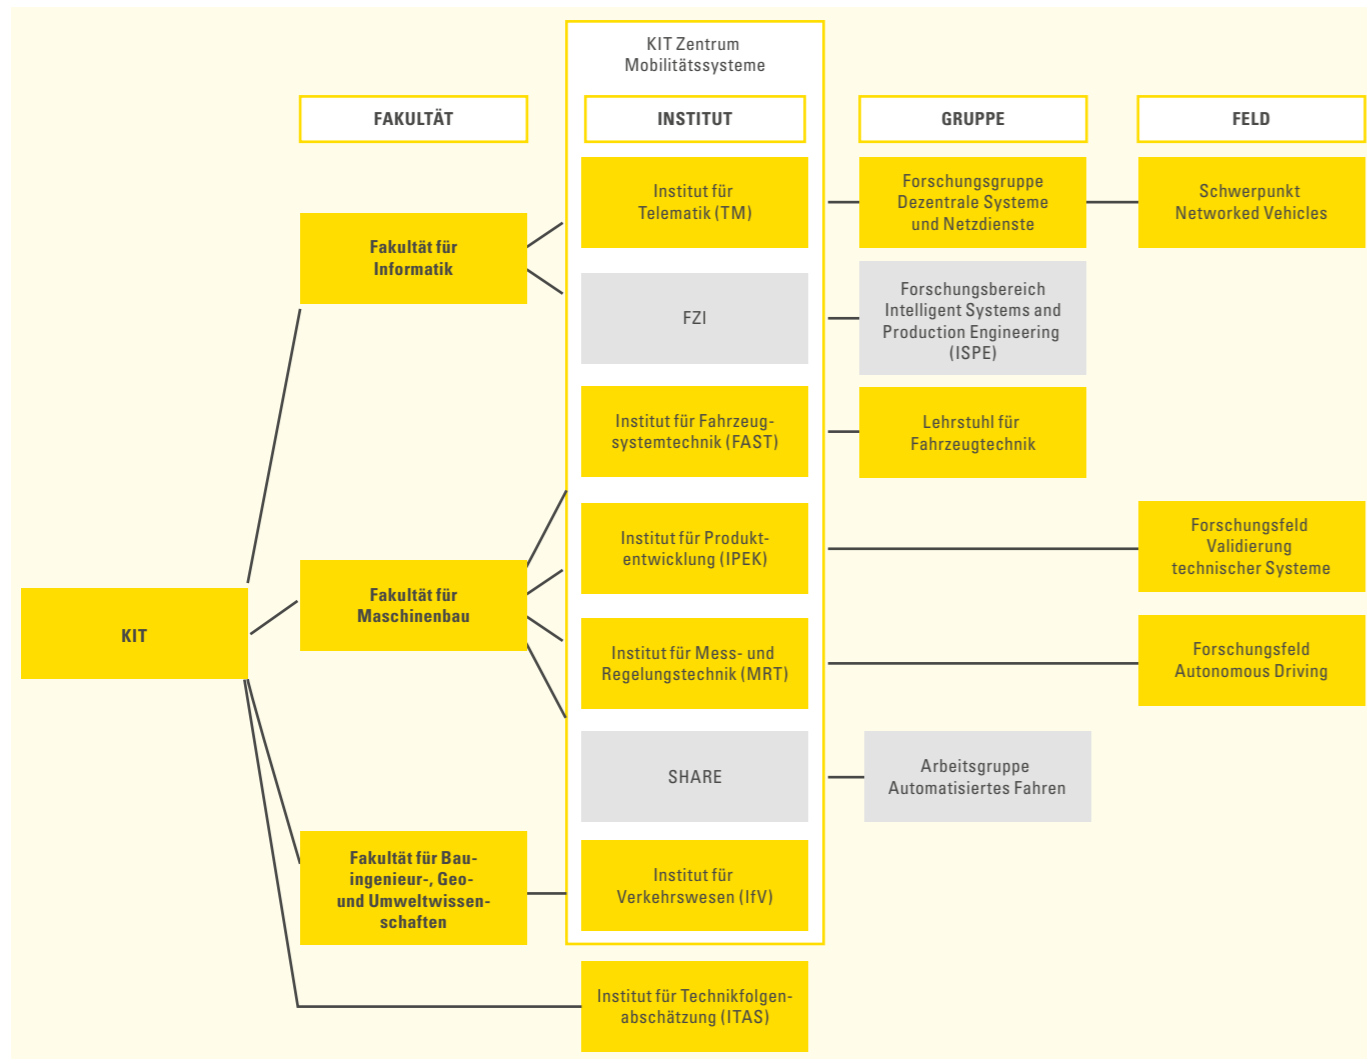 KIT Zentrum
Mobilitätssysteme
FAKULTÄT
INSTITUT
GRUPPE
FELD
Institut für
Telematik (TM)
Forschungsgruppe
Dezentrale Systeme
und Netzdienste
Schwerpunkt
Networked Vehicles
Fakultät für
Informatik
FZI
Forschungsbereich
Intelligent Systems and
Production Engineering
(ISPE)
Institut für Fahrzeug-
systemtechnik (FAST)
Lehrstuhl für
Fahrzeugtechnik
Institut für Produkt-
entwicklung (IPEK)
Forschungsfeld
Validierung
technischer Systeme
Fakultät für
Maschinenbau
KIT
Institut für Mess- und
Regelungstechnik (MRT)
Forschungsfeld
Autonomous Driving
SHARE
Arbeitsgruppe
Automatisiertes Fahren
Fakultät für Bau-
ingenieur-, Geo-
und Umweltwissen-
schaften
Institut für
Verkehrswesen (IfV)
Institut für Technikfolgen-
abschätzung (ITAS)